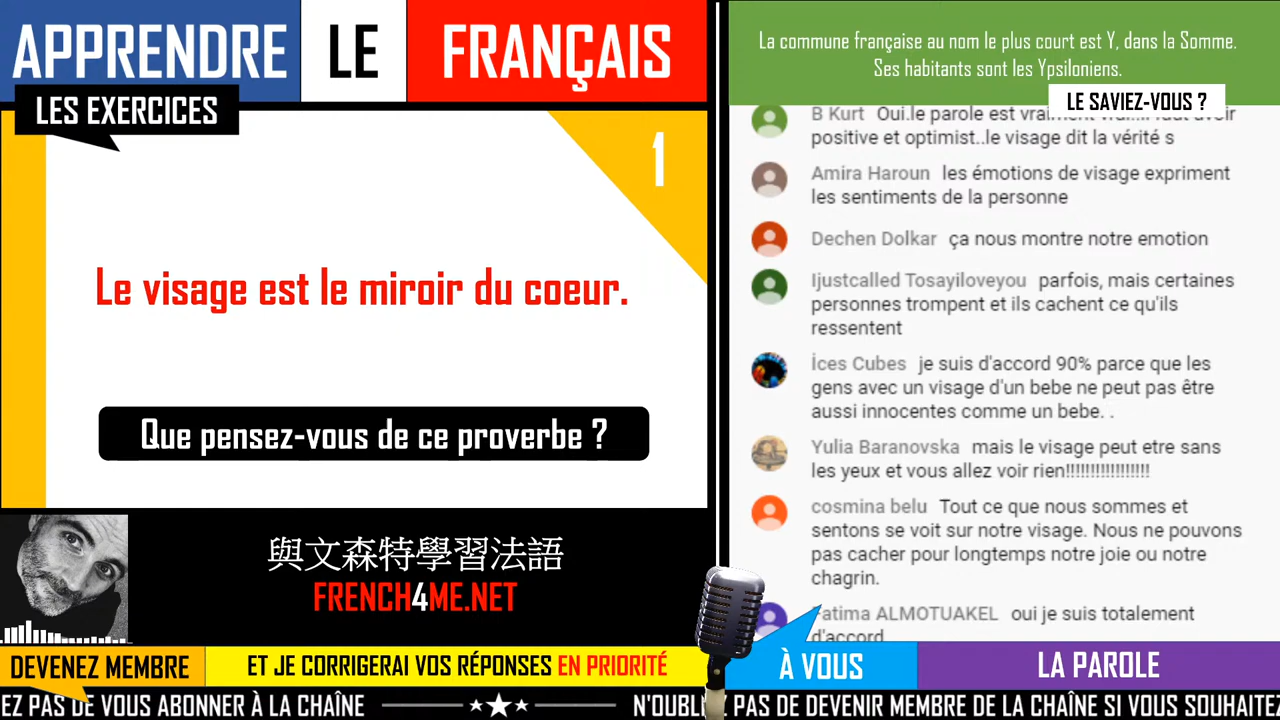 APPRENDRE LE FRANÇAIS
LES EXERCICES
1
Le visage est le miroir du coeur.
Que pensez-vous de ce proverbe ?
與文森特學習法語
FRENCH4ME.NET
DEVENEZ MEMBRE
ET JE CORRIGERAI VOS RÉPONSES EN PRIORITÉ
La commune française au nom le plus court est Y, dans la Somme.
Ses habitants sont les Ypsiloniens.
LE SAVIEZ-VOUS ?
B Kurt Oui.le parole est
positive et optimist..le visage dit la vérité s
Amira Haroun les émotions de visage expriment
les sentiments de la personne
Dechen Dolkar ça nous montre notre emotion
Ijustcalled Tosayiloveyou parfois, mais certaines
personnes trompent et ils cachent ce qu'ils
ressentent
İces Cubes je suis d'accord 90% parce que les
gens avec un visage d'un bebe ne peut pas être
aussi innocentes comme un bebe. .
Yulia Baranovska mais le visage peut etre sans
les yeux et vous allez voir rien!!!!!!!!!!!!!!!!!
cosmina belu Tout ce que nous sommes et
sentons se voit sur notre visage. Nous ne pouvons
pas cacher pour longtemps notre joie ou notre
chagrin.
Fatima ALMOTUAKEL oui je suis totalement
d'accord
À VOUS
LA PAROLE
EZ PAS DE VOUS ABONNER À LA CHAÎNE
N'OUBL PAS DE DEVENIR MEMBRE DE LA CHAÎNE SI VOUS SOUHAITE